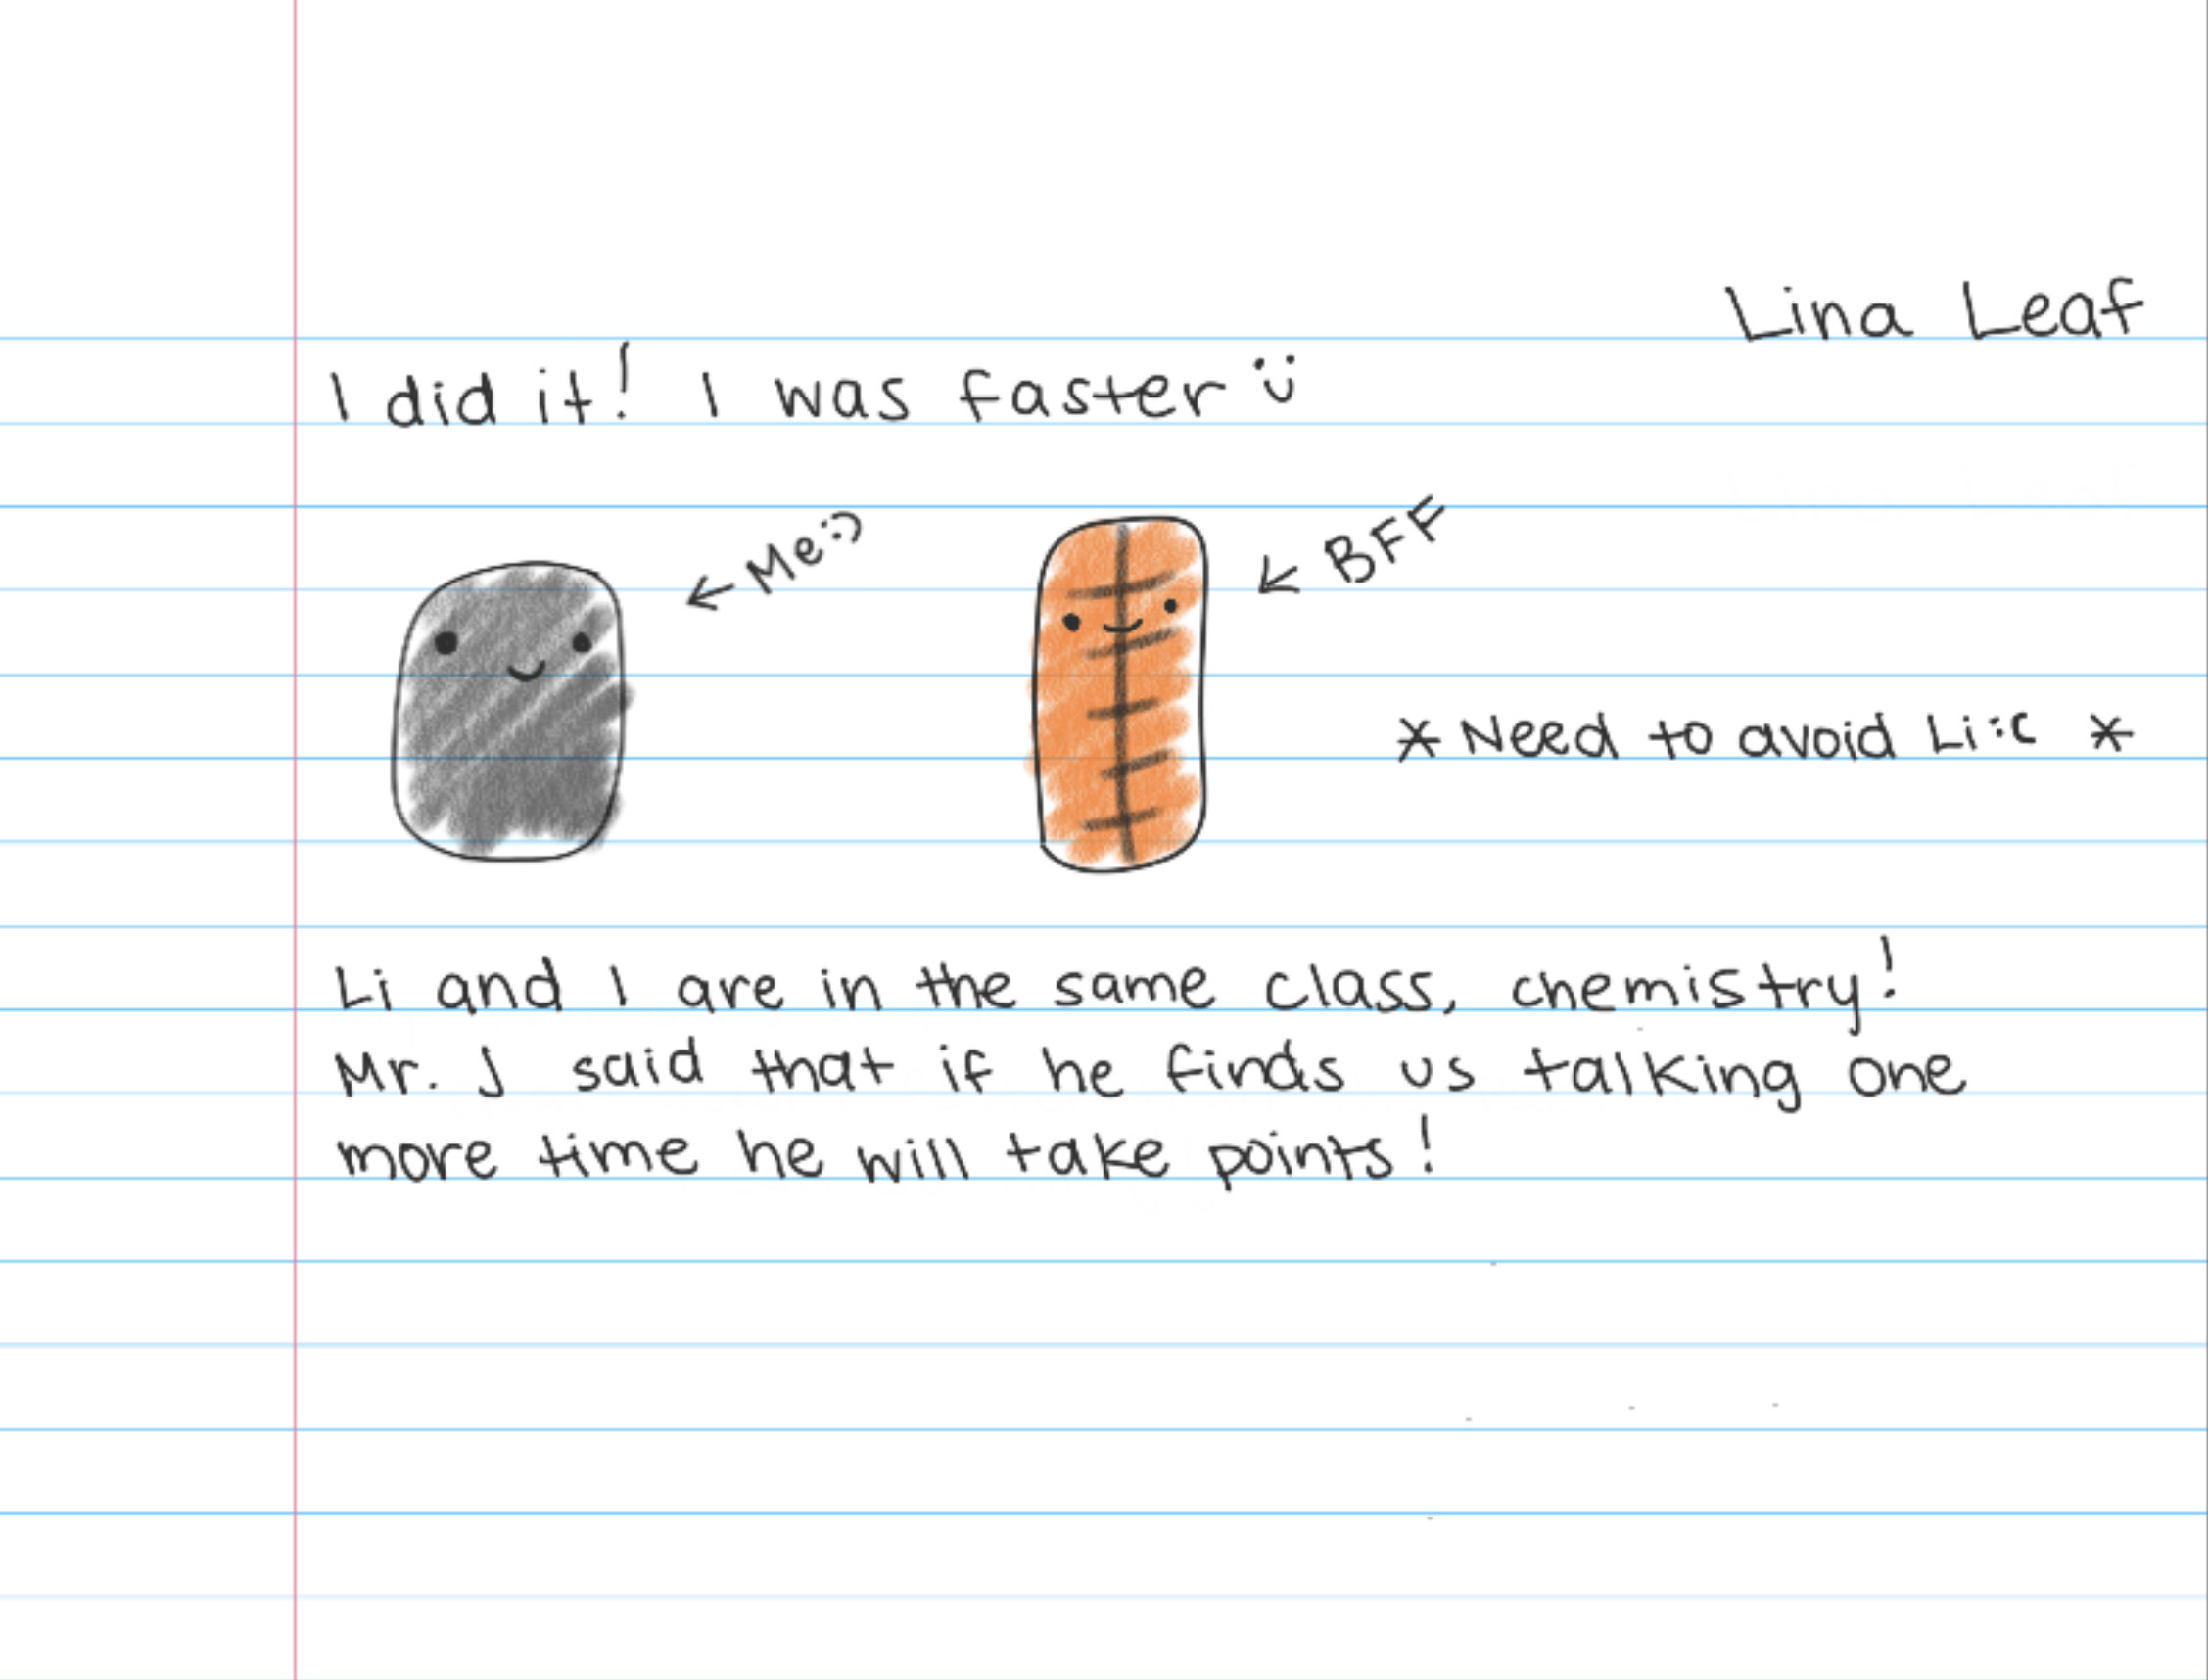 Lina Leaf
I did it! I was faster :)
← Me:)
← BFF
* Need to avoid Li :c *
Li and I are in the same class, chemistry!
Mr. J said that if he finds us talking one
more time he will take points!